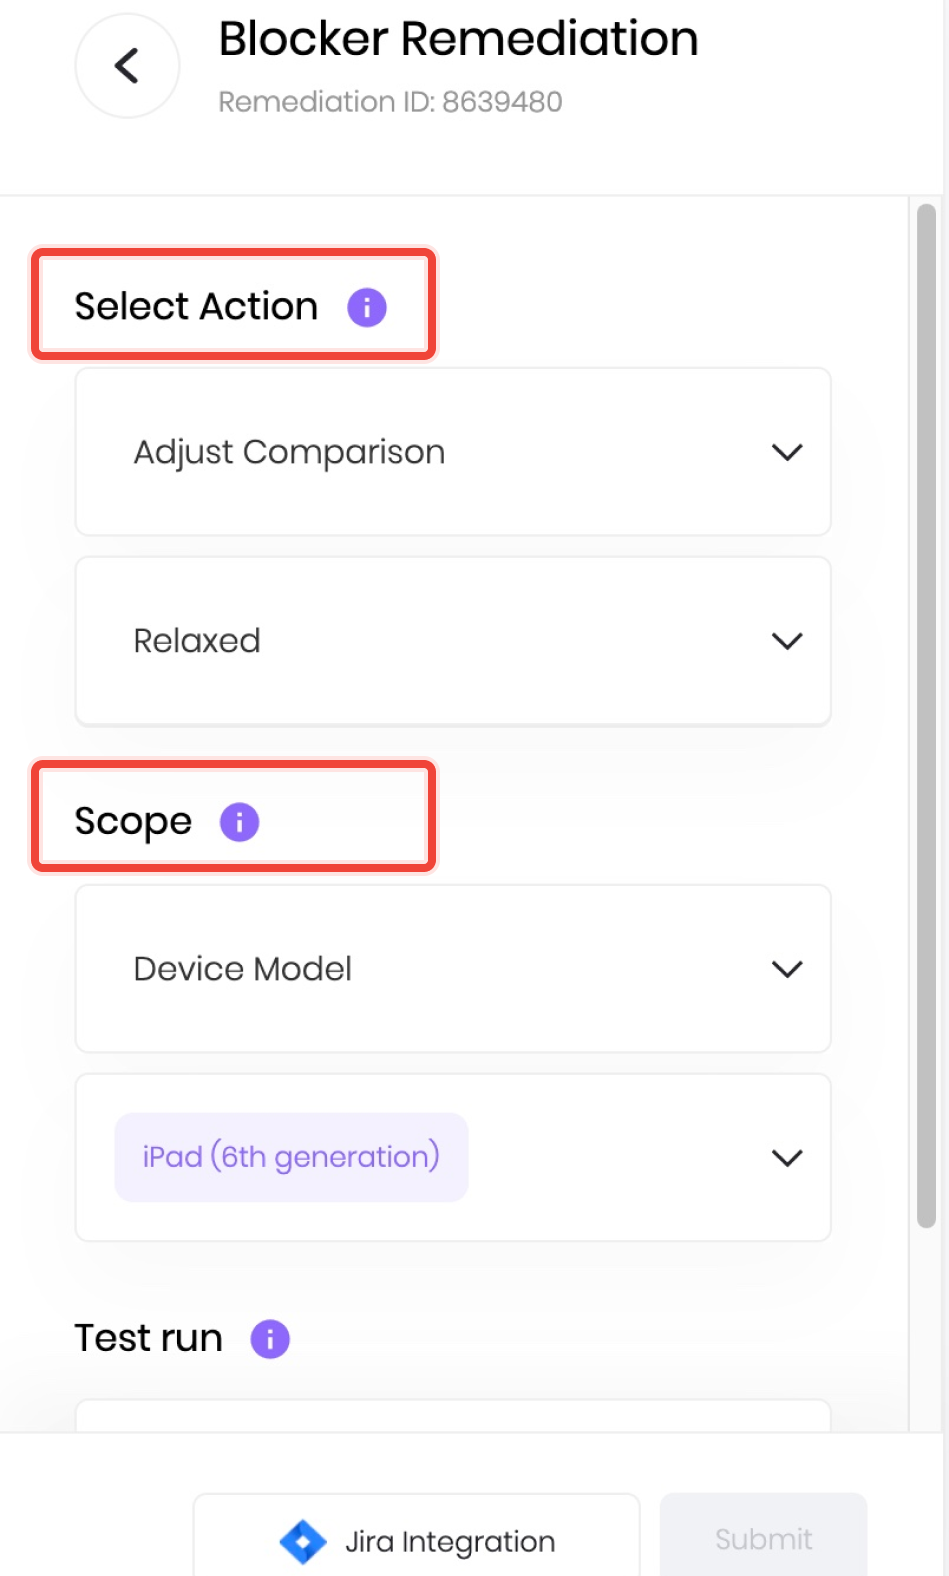 Blocker Remediation
Remediation ID: 8639480
Select Action
Adjust Comparison
Relaxed
Scope
Device Model
iPad (6th generation)
Test run
Jira Integration
Submit